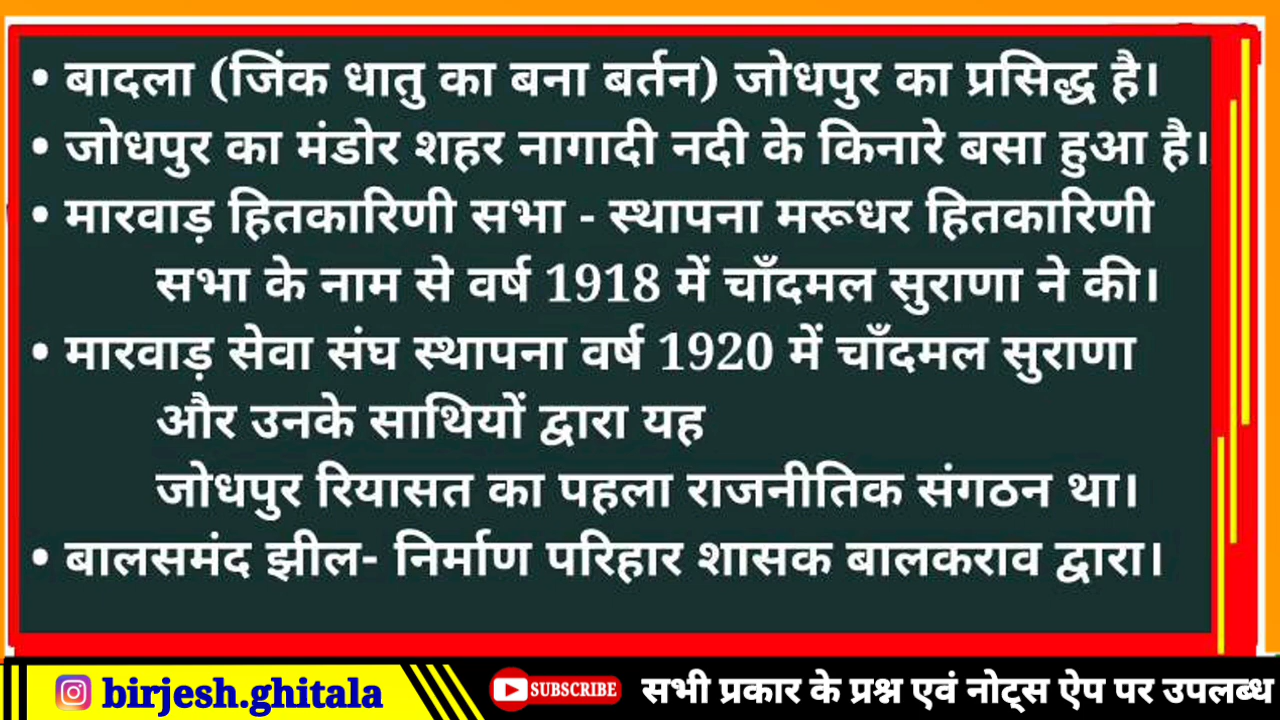 • बादला (जिंक धातु का बना बर्तन) जोधपुर का प्रसिद्ध है।
• जोधपुर का मंडोर शहर नागादी नदी के किनारे बसा हुआ है।
• मारवाड़ हितकारिणी सभा - स्थापना मरूधर हितकारिणी
सभा के नाम से वर्ष 1918 में चाँदमल सुराणा ने की।
• मारवाड़ सेवा संघ स्थापना वर्ष 1920 में चाँदमल सुराणा
और उनके साथियों द्वारा यह
जोधपुर रियासत का पहला राजनीतिक संगठन था।
• बालसमंद झील- निर्माण परिहार शासक बालकराव द्वारा।
birjesh.ghitala
SUBSCRIBE
सभी प्रकार के प्रश्न एवं नोट्स ऐप पर उपलब्ध